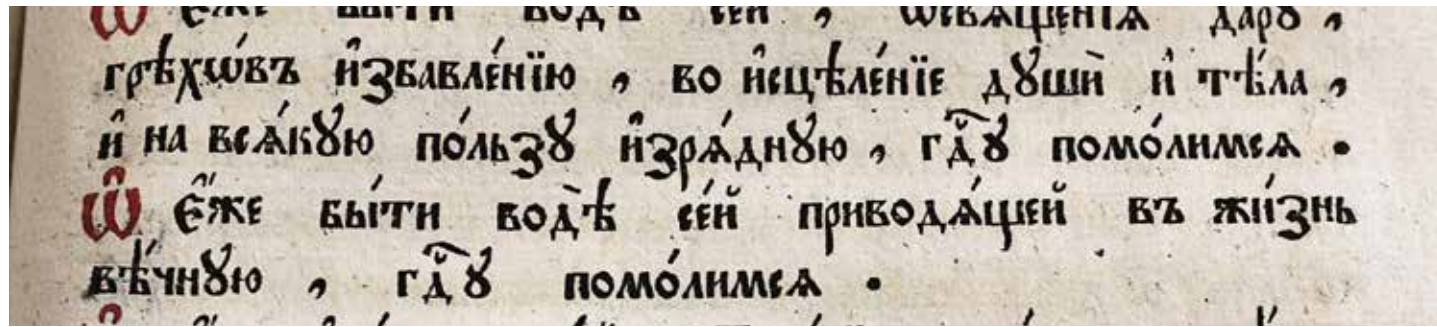 Ѡ҆ є҆́же бы́ти водѣ̀ се́й , ѡ҆свѧще́нїѧ да́рꙋ ,
грѣхѡ́въ и҆збавле́нїю , во и҆сцѣле́нїе дꙋшѝ и҆ тѣ́ла ,
и҆ на всѧ́кꙋю по́льзꙋ и҆зрѧ́днꙋю , гдⷭ҇ꙋ помо́лимсѧ .
Ѡ҆ є҆́же бы́ти водѣ̀ се́й приводѧ́щей въ жи́знь
вѣ́чнꙋю , гдⷭ҇ꙋ помо́лимсѧ .